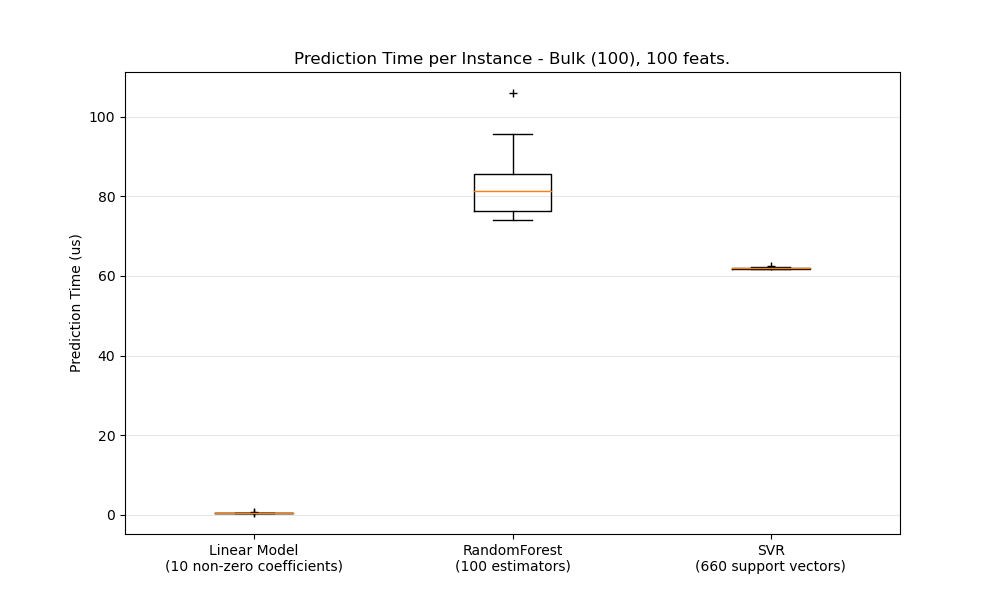 Prediction Time per Instance - Bulk (100), 100 feats.
Prediction Time (us)
100
80
60
40
20
0
Linear Model
(10 non-zero coefficients)
RandomForest
(100 estimators)
SVR
(660 support vectors)